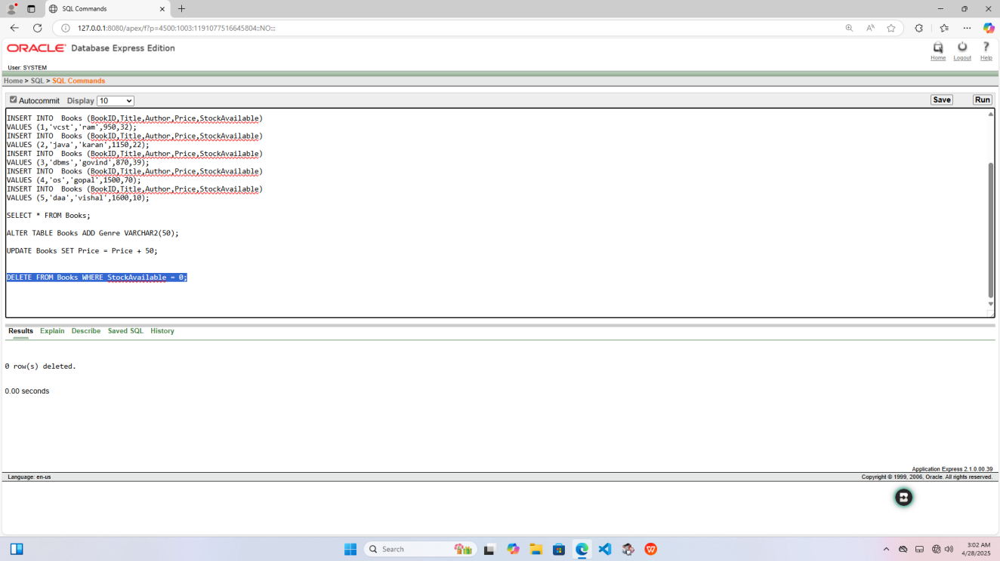 SQL Commands
127.0.0.1:8080/apex/f?p=4500:1003:1191077516645804::NO:::
ORACLE Database Express Edition
Home Logout Help
User: SYSTEM
Home > SQL > SQL Commands
Autocommit Display 10 Save Run
INSERT INTO  Books (BookID,Title,Author,Price,StockAvailable)
VALUES (1,'vcst','ram',950,32);
INSERT INTO  Books (BookID,Title,Author,Price,StockAvailable)
VALUES (2,'java','karan',1150,22);
INSERT INTO  Books (BookID,Title,Author,Price,StockAvailable)
VALUES (3,'dbms','govind',870,39);
INSERT INTO  Books (BookID,Title,Author,Price,StockAvailable)
VALUES (4,'os','gopal',1500,70);
INSERT INTO  Books (BookID,Title,Author,Price,StockAvailable)
VALUES (5,'daa','vishal',1600,10);
SELECT * FROM Books;
ALTER TABLE Books ADD Genre VARCHAR2(50);
UPDATE Books SET Price = Price + 50;
DELETE FROM Books WHERE StockAvailable = 0;
Results Explain Describe Saved SQL History
0 row(s) deleted.
0.00 seconds
Application Express 2.1.0.00.39
Language: en-us Copyright © 1999, 2006, Oracle. All rights reserved.
Search
3:02 AM
4/28/2025